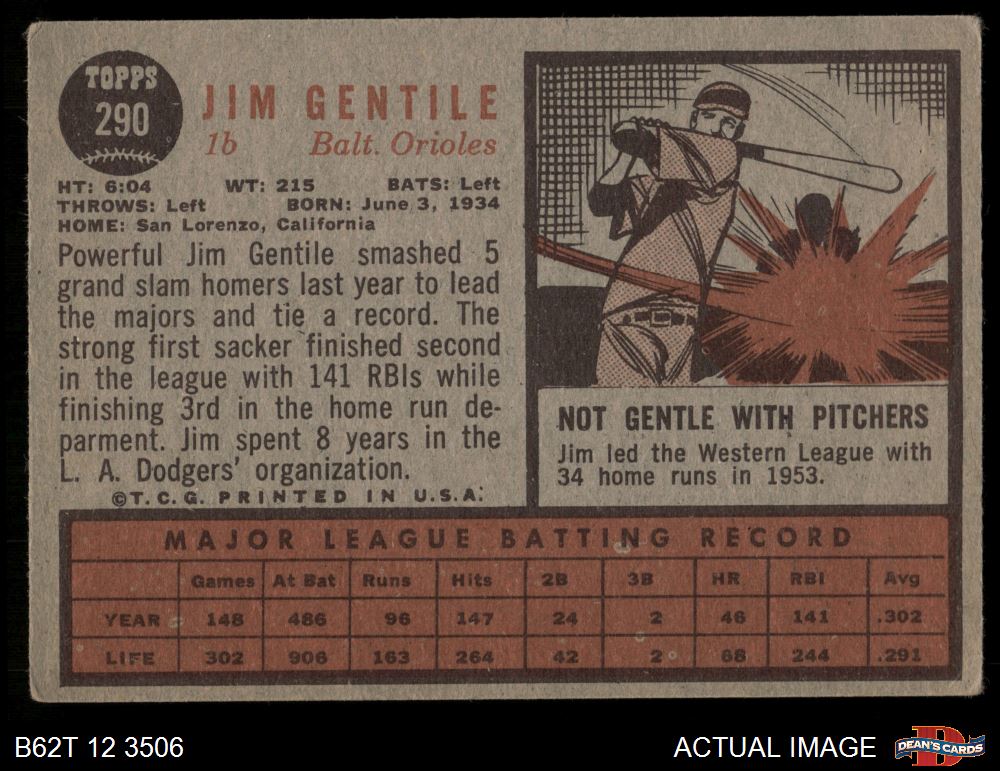 TOPPS
290
JIM GENTILE
1b Balt. Orioles
HT: 6:04 WT: 215 BATS: Left
THROWS: Left BORN: June 3, 1934
HOME: San Lorenzo, California
Powerful Jim Gentile smashed 5
grand slam homers last year to lead
the majors and tie a record. The
strong first sacker finished second
in the league with 141 RBIs while
finishing 3rd in the home run de-
parment. Jim spent 8 years in the
L. A. Dodgers' organization.
©T.C.G. PRINTED IN U.S.A.
NOT GENTLE WITH PITCHERS
Jim led the Western League with
34 home runs in 1953.
MAJOR LEAGUE BATTING RECORD
Games At Bat Runs Hits 2B 3B HR RBI Avg
YEAR 148 486 96 147 24 2 46 141 .302
LIFE 302 906 163 264 42 2 68 244 .291
B62T 12 3506 ACTUAL IMAGE DEAN'S CARDS